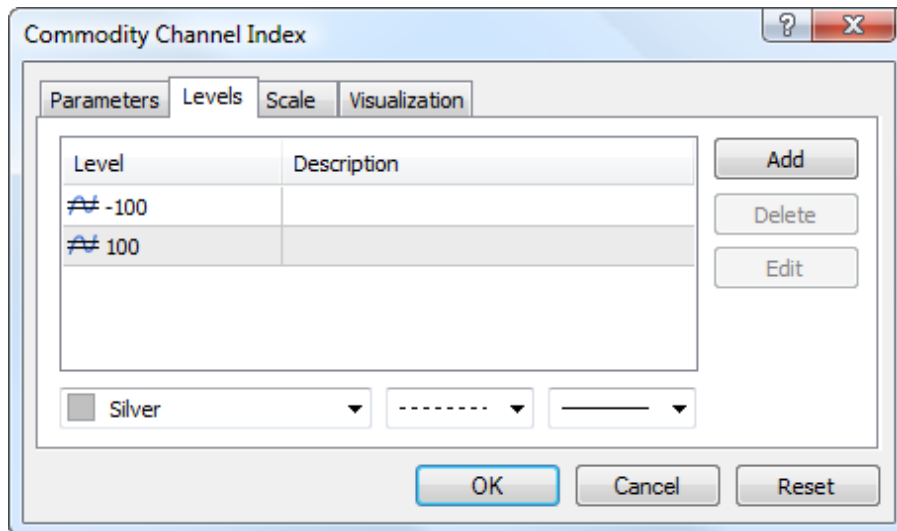 Commodity Channel Index
Parameters Levels Scale Visualization
Level Description Add
-100 Delete
100 Edit
Silver
OK Cancel Reset